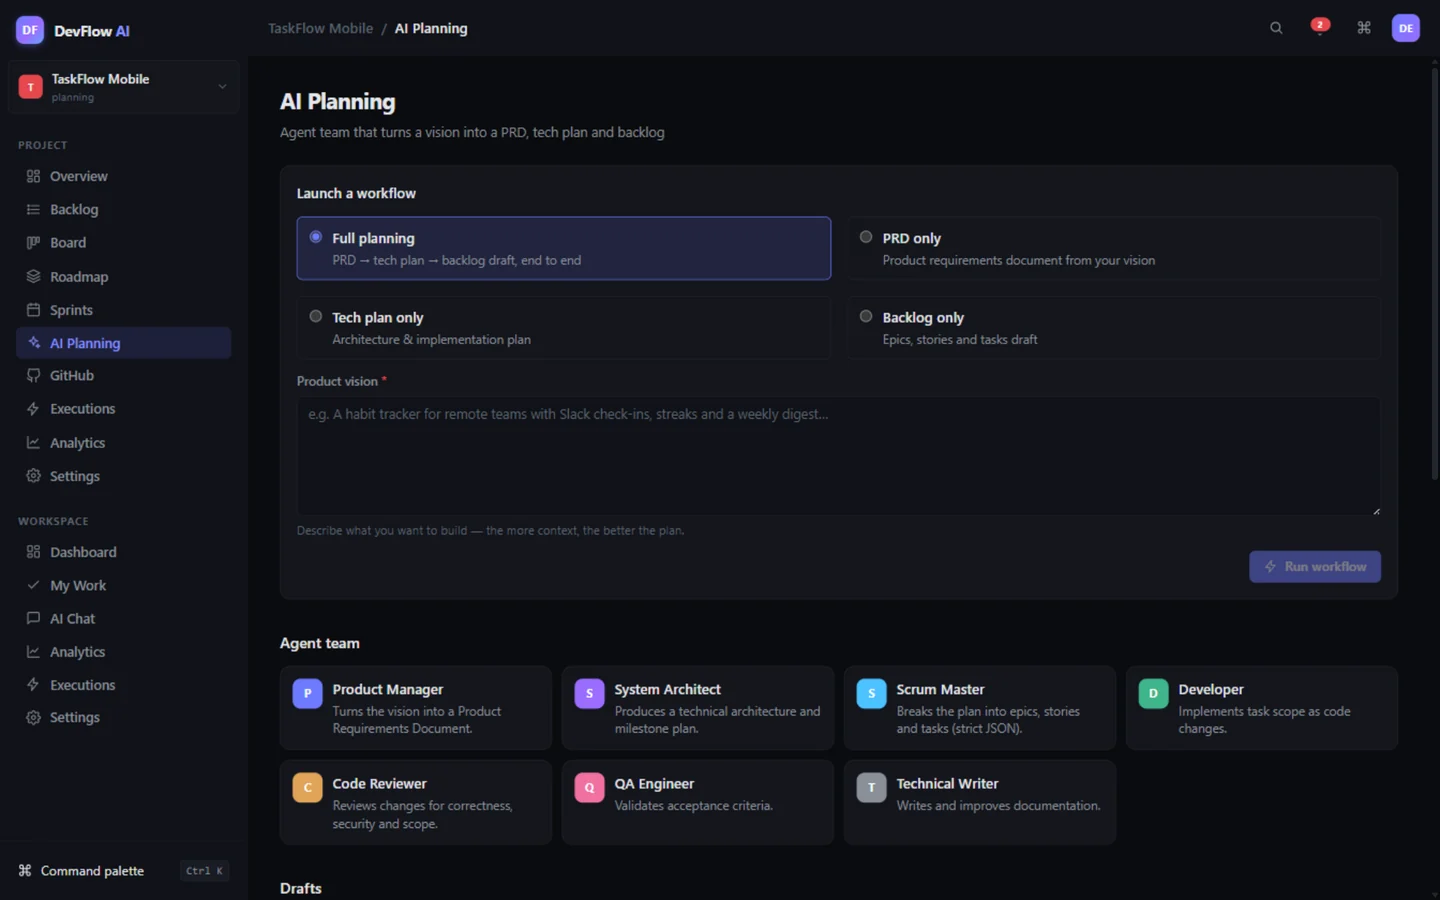 DF DevFlow AI
TaskFlow Mobile / AI Planning
2
DE
T TaskFlow Mobile
planning
PROJECT
Overview
Backlog
Board
Roadmap
Sprints
AI Planning
GitHub
Executions
Analytics
Settings
WORKSPACE
Dashboard
My Work
AI Chat
Analytics
Executions
Settings
⌘ Command palette Ctrl K
AI Planning
Agent team that turns a vision into a PRD, tech plan and backlog
Launch a workflow
Full planning
PRD → tech plan → backlog draft, end to end
PRD only
Product requirements document from your vision
Tech plan only
Architecture & implementation plan
Backlog only
Epics, stories and tasks draft
Product vision *
e.g. A habit tracker for remote teams with Slack check-ins, streaks and a weekly digest...
Describe what you want to build — the more context, the better the plan.
Run workflow
Agent team
P Product Manager
Turns the vision into a Product
Requirements Document.
S System Architect
Produces a technical architecture and
milestone plan.
S Scrum Master
Breaks the plan into epics, stories
and tasks (strict JSON).
D Developer
Implements task scope as code
changes.
C Code Reviewer
Reviews changes for correctness,
security and scope.
Q QA Engineer
Validates acceptance criteria.
T Technical Writer
Writes and improves documentation.
Drafts